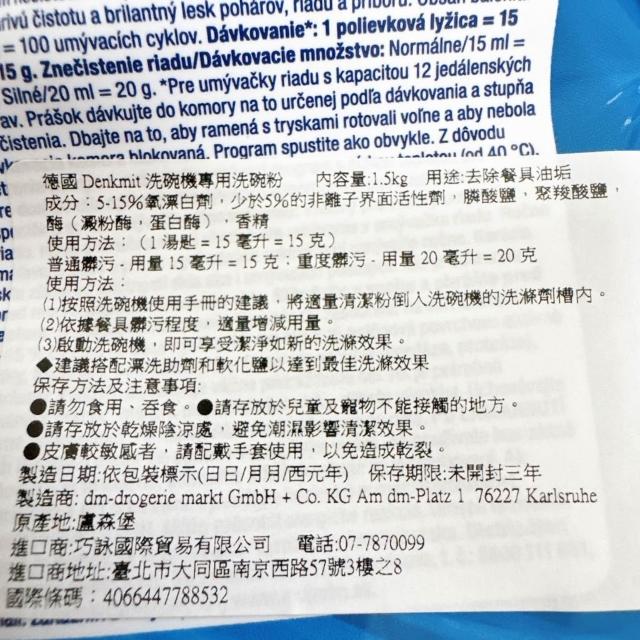 čistotu a brilantný lesk pohárov, riadu a príboru.
= 100 umývacích cyklov. Dávkovanie*: 1 polievková lyžica = 15
15 g. Znečistenie riadu/Dávkovacie množstvo: Normálne/15 ml =
Silné/20 ml = 20 g. *Pre umývačky riadu s kapacitou 12 jedálenských
av. Prášok dávkujte do komory na to určenej podľa dávkovania a stupňa
čistenia. Dbajte na to, aby ramená s tryskami rotovali voľne a aby nebola
komora blokovaná. Program spustite ako obvykle. Z dôvodu
(od 40 °C).
德國 Denkmit 洗碗機專用洗碗粉 內容量:1.5kg 用途:去除餐具油垢
成分：5-15%氧漂白劑，少於5%的非離子界面活性劑，膦酸鹽，聚羧酸鹽，
酶（澱粉酶，蛋白酶），香精
使用方法：（1 湯匙 = 15 毫升 = 15 克）
普通髒污 - 用量 15 毫升 = 15 克；重度髒污 - 用量 20 毫升 = 20 克
使用方法：
(1)按照洗碗機使用手冊的建議，將適量清潔粉倒入洗碗機的洗滌劑槽內。
(2)依據餐具髒污程度，適量增減用量。
(3)啟動洗碗機，即可享受潔淨如新的洗滌效果。
◆建議搭配漂洗助劑和軟化鹽以達到最佳洗滌效果
保存方法及注意事項:
●請勿食用、吞食。●請存放於兒童及寵物不能接觸的地方。
●請存放於乾燥陰涼處，避免潮濕影響清潔效果。
●皮膚較敏感者，請配戴手套使用，以免造成乾裂。
製造日期:依包裝標示(日日/月月/西元年) 保存期限:未開封三年
製造商: dm-drogerie markt GmbH + Co. KG Am dm-Platz 1 76227 Karlsruhe
原產地:盧森堡
進口商:巧詠國際貿易有限公司 電話:07-7870099
進口商地址:臺北市大同區南京西路57號3樓之8
國際條碼：4066447788532